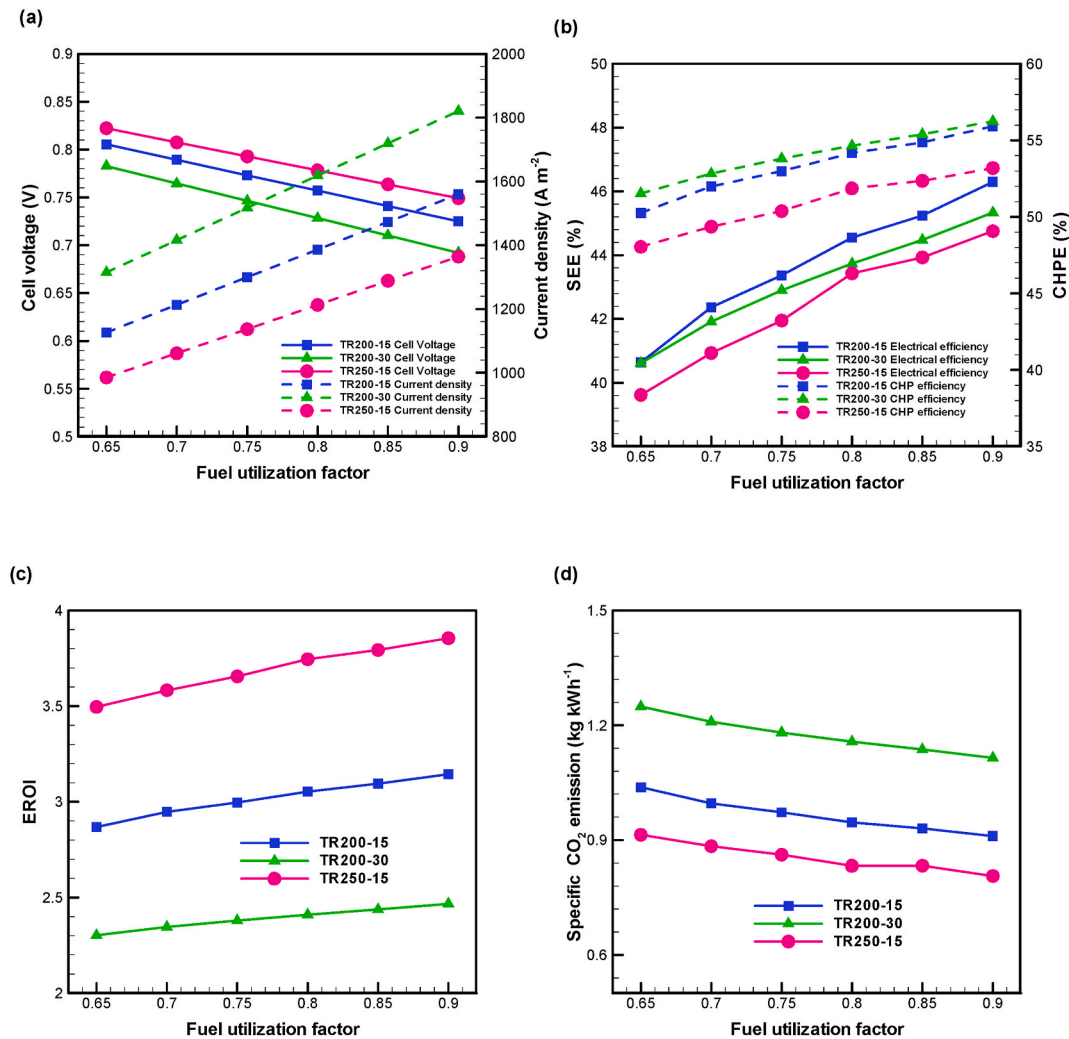 (a)
0.9
0.85
0.8
0.75
0.7
0.65
0.6
0.55
0.5
Cell voltage (V)
2000
1800
1600
1400
1200
1000
800
Current density (A m-2)
TR200-15 Cell Voltage
TR200-30 Cell Voltage
TR250-15 Cell Voltage
TR200-15 Current density
TR200-30 Current density
TR250-15 Current density
0.65 0.7 0.75 0.8 0.85 0.9
Fuel utilization factor
(b)
50
48
46
44
42
40
38
SEE (%)
60
55
50
45
40
35
CHPE (%)
TR200-15 Electrical efficiency
TR200-30 Electrical efficiency
TR250-15 Electrical efficiency
TR200-15 CHP efficiency
TR200-30 CHP efficiency
TR250-15 CHP efficiency
0.65 0.7 0.75 0.8 0.85 0.9
Fuel utilization factor
(c)
4
3.5
3
2.5
2
EROI
TR200-15
TR200-30
TR250-15
0.65 0.7 0.75 0.8 0.85 0.9
Fuel utilization factor
(d)
1.5
1.2
0.9
0.6
Specific CO2 emission (kg kWh-1)
TR200-15
TR200-30
TR250-15
0.65 0.7 0.75 0.8 0.85 0.9
Fuel utilization factor